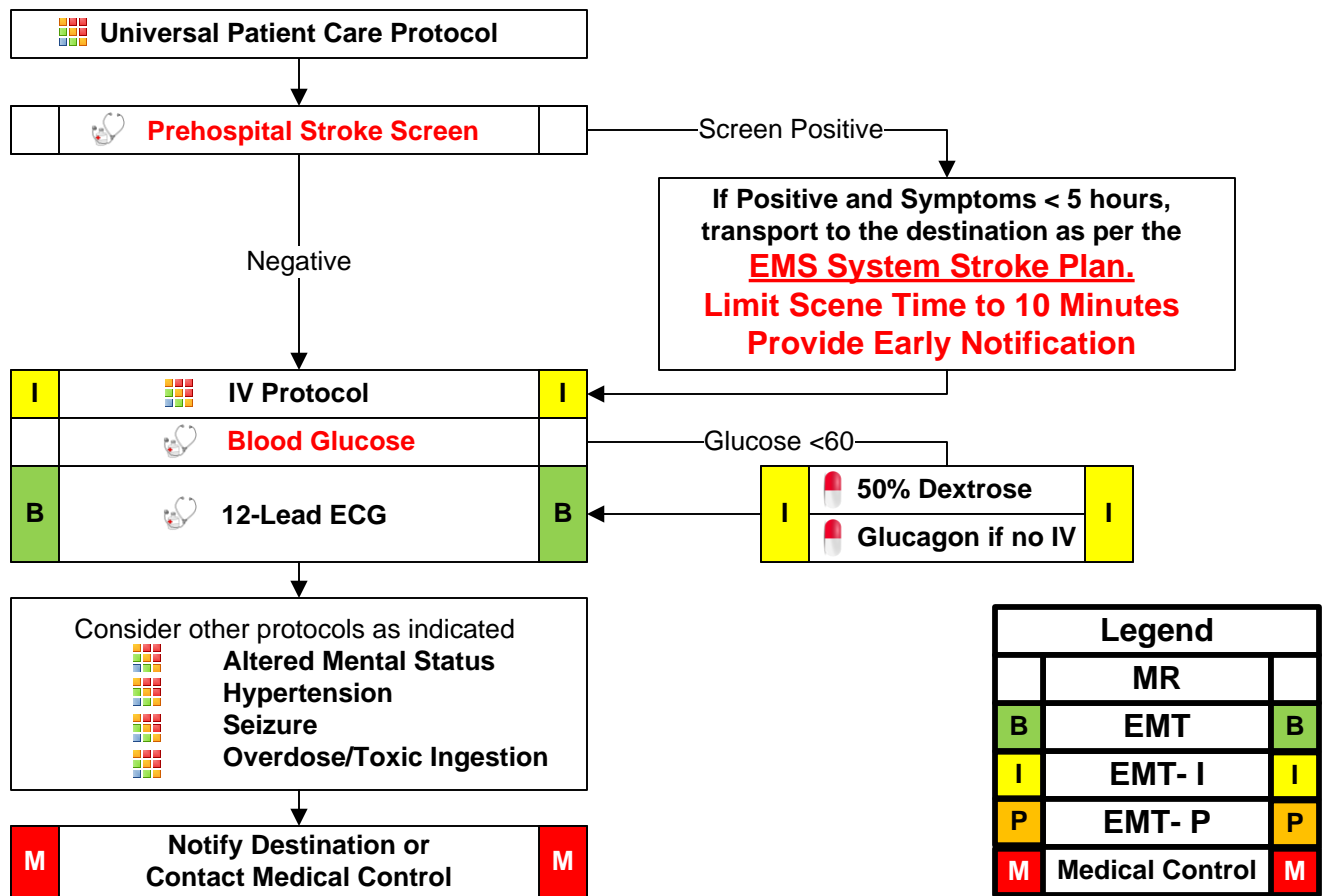 Universal Patient Care Protocol
Prehospital Stroke Screen
Screen Positive
If Positive and Symptoms < 5 hours,
transport to the destination as per the
EMS System Stroke Plan.
Limit Scene Time to 10 Minutes
Provide Early Notification
Negative
I IV Protocol I
Blood Glucose
Glucose <60
B 12-Lead ECG B
I 50% Dextrose I
Glucagon if no IV
Consider other protocols as indicated
Altered Mental Status
Hypertension
Seizure
Overdose/Toxic Ingestion
M Notify Destination or M
Contact Medical Control
Legend
MR
B EMT B
I EMT- I I
P EMT- P P
M Medical Control M